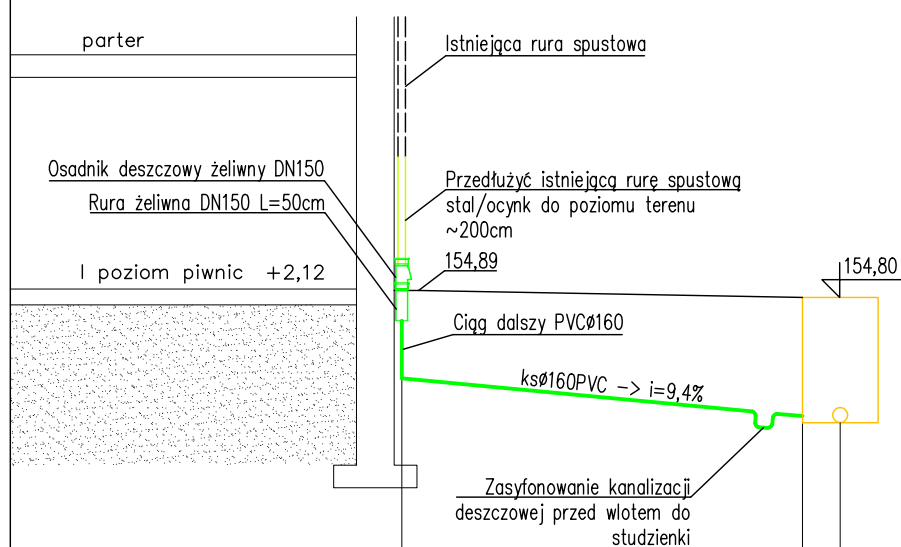 parter
Istniejąca rura spustowa
Osadnik deszczowy żeliwny DN150
Rura żeliwna DN150 L=50cm
Przedłużyć istniejącą rurę spustową
stal/ocynk do poziomu terenu
~200cm
I poziom piwnic +2,12
154,89
154,80
Ciąg dalszy PVCø160
ksø160PVC -> i=9,4%
Zasyfonowanie kanalizacji
deszczowej przed wlotem do
studzienki